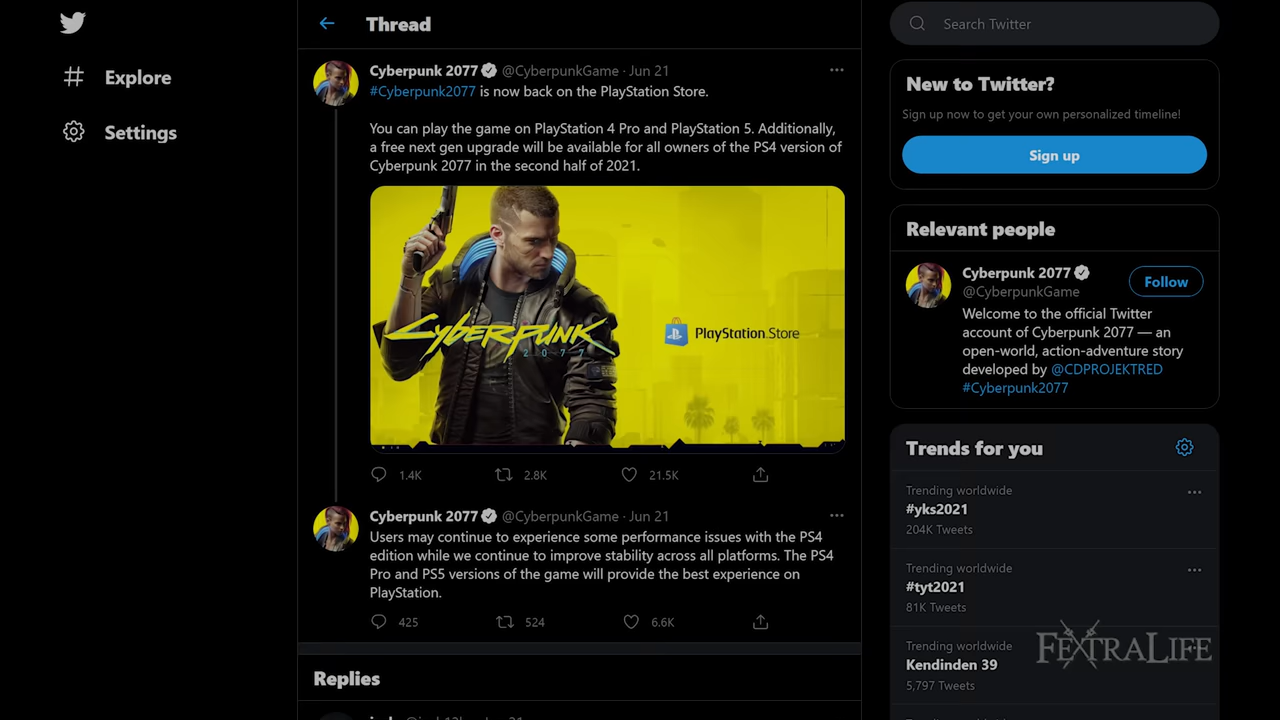 Explore
Settings
Thread
Cyberpunk 2077 @CyberpunkGame · Jun 21
#Cyberpunk2077 is now back on the PlayStation Store.
You can play the game on PlayStation 4 Pro and PlayStation 5. Additionally,
a free next gen upgrade will be available for all owners of the PS4 version of
Cyberpunk 2077 in the second half of 2021.
CYBERPUNK
2077
PlayStation.Store
1.4K 2.8K 21.5K
Cyberpunk 2077 @CyberpunkGame · Jun 21
Users may continue to experience some performance issues with the PS4
edition while we continue to improve stability across all platforms. The PS4
Pro and PS5 versions of the game will provide the best experience on
PlayStation.
425 524 6.6K
Replies
Search Twitter
New to Twitter?
Sign up now to get your own personalized timeline!
Sign up
Relevant people
Cyberpunk 2077
@CyberpunkGame
Follow
Welcome to the official Twitter
account of Cyberpunk 2077 — an
open-world, action-adventure story
developed by @CDPROJEKTRED
#Cyberpunk2077
Trends for you
Trending worldwide
#yks2021
204K Tweets
Trending worldwide
#tyt2021
81K Tweets
Trending worldwide
Kendinden 39
5,797 Tweets
FEXTRALIFE